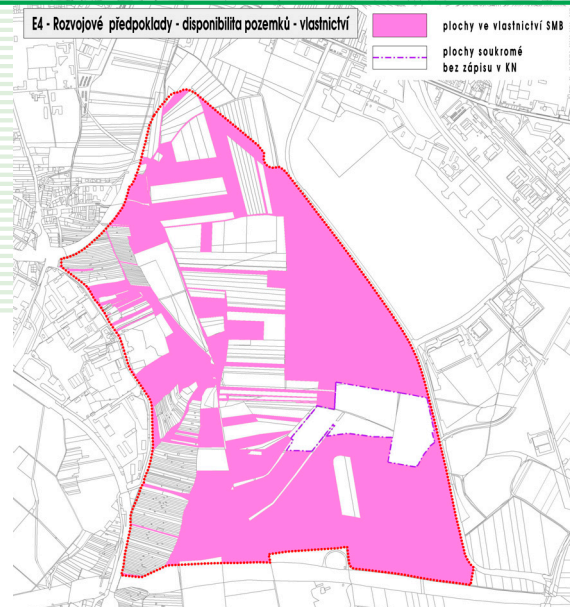 E4 - Rozvojové předpoklady - disponibilita pozemků - vlastnictví
plochy ve vlastnictví SMB
plochy soukromé
bez zápisu v KN